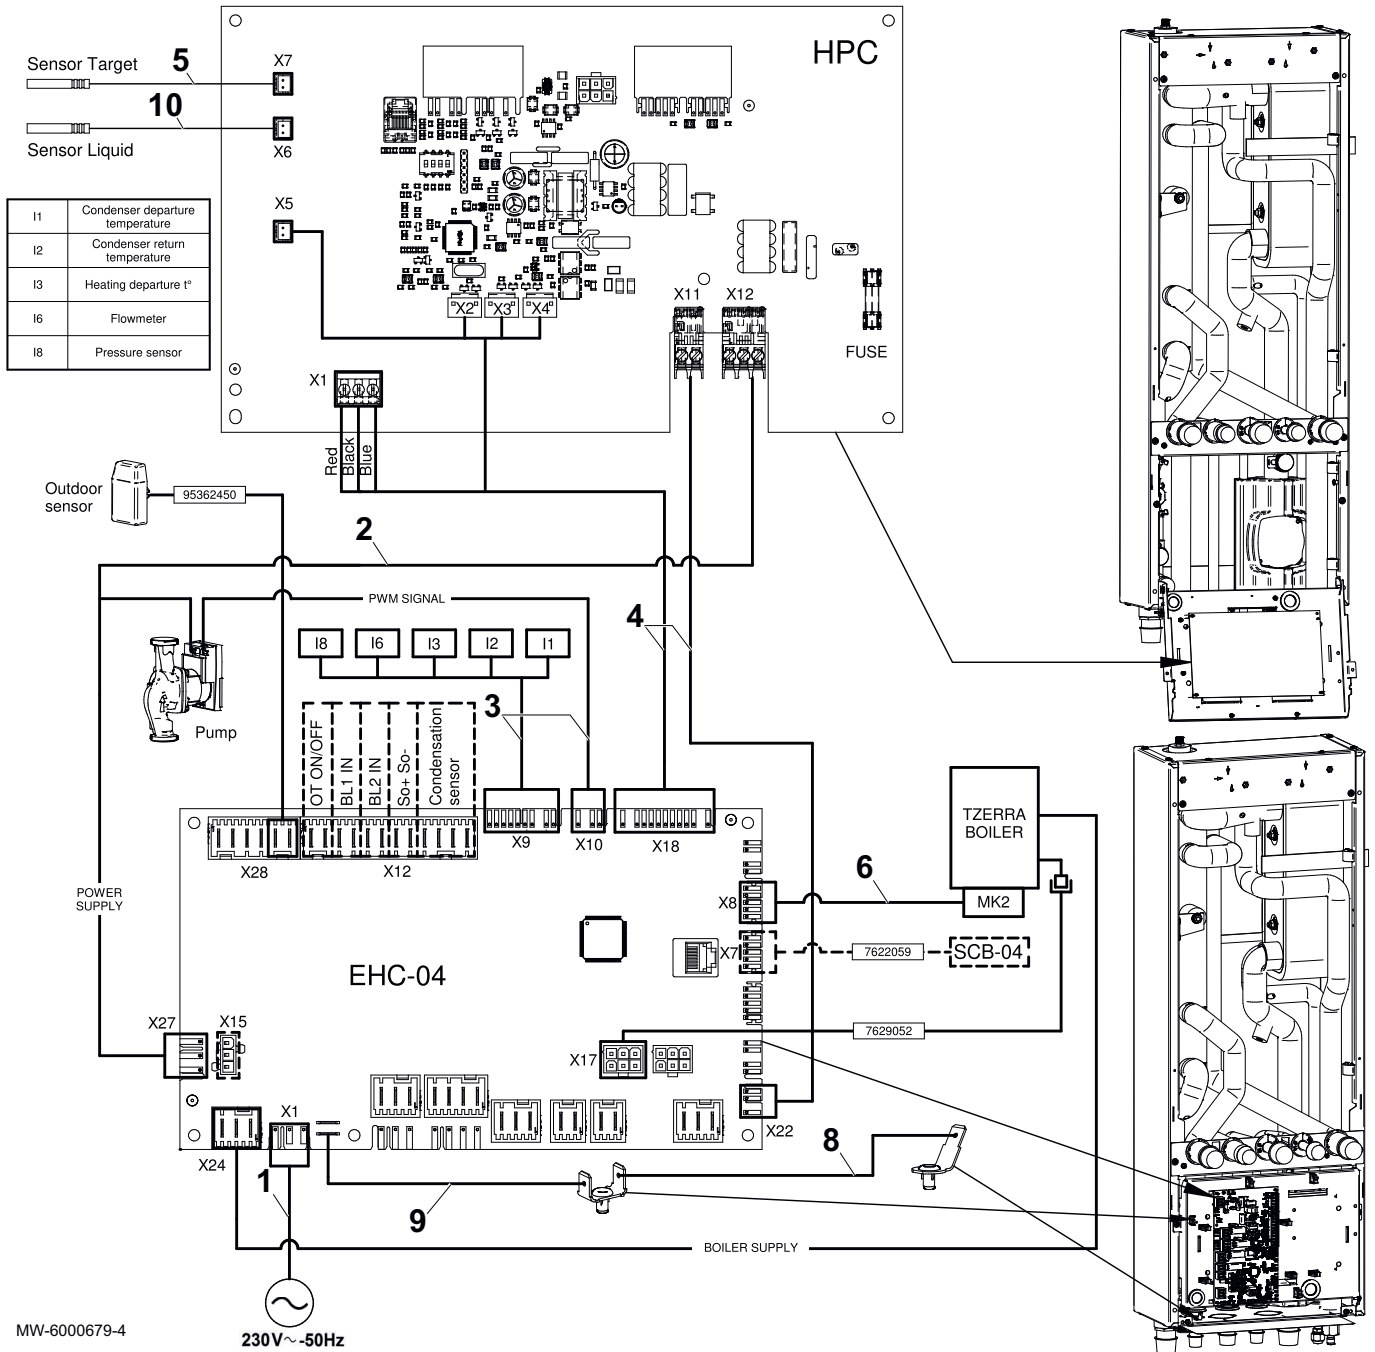 HPC
Sensor Target
5
X7
10
Sensor Liquid
X6
X5
I1 Condenser departure
temperature
I2 Condenser return
temperature
I3 Heating departure t°
I6 Flowmeter
I8 Pressure sensor
X2
X3
X4
X11
X12
FUSE
X1
Red
Black
Blue
Outdoor
sensor
95362450
2
PWM SIGNAL
4
I8
I6
I3
I2
I1
Pump
3
OT ON/OFF
BL1 IN
BL2 IN
So+ So-
Condensation
sensor
TZERRA
BOILER
X9
X10
X18
X28
X12
POWER
SUPPLY
6
X8
MK2
X7
7622059
SCB-04
EHC-04
X27
X15
7629052
X17
X1
X22
X24
8
1
9
BOILER SUPPLY
MW-6000679-4
230V~-50Hz